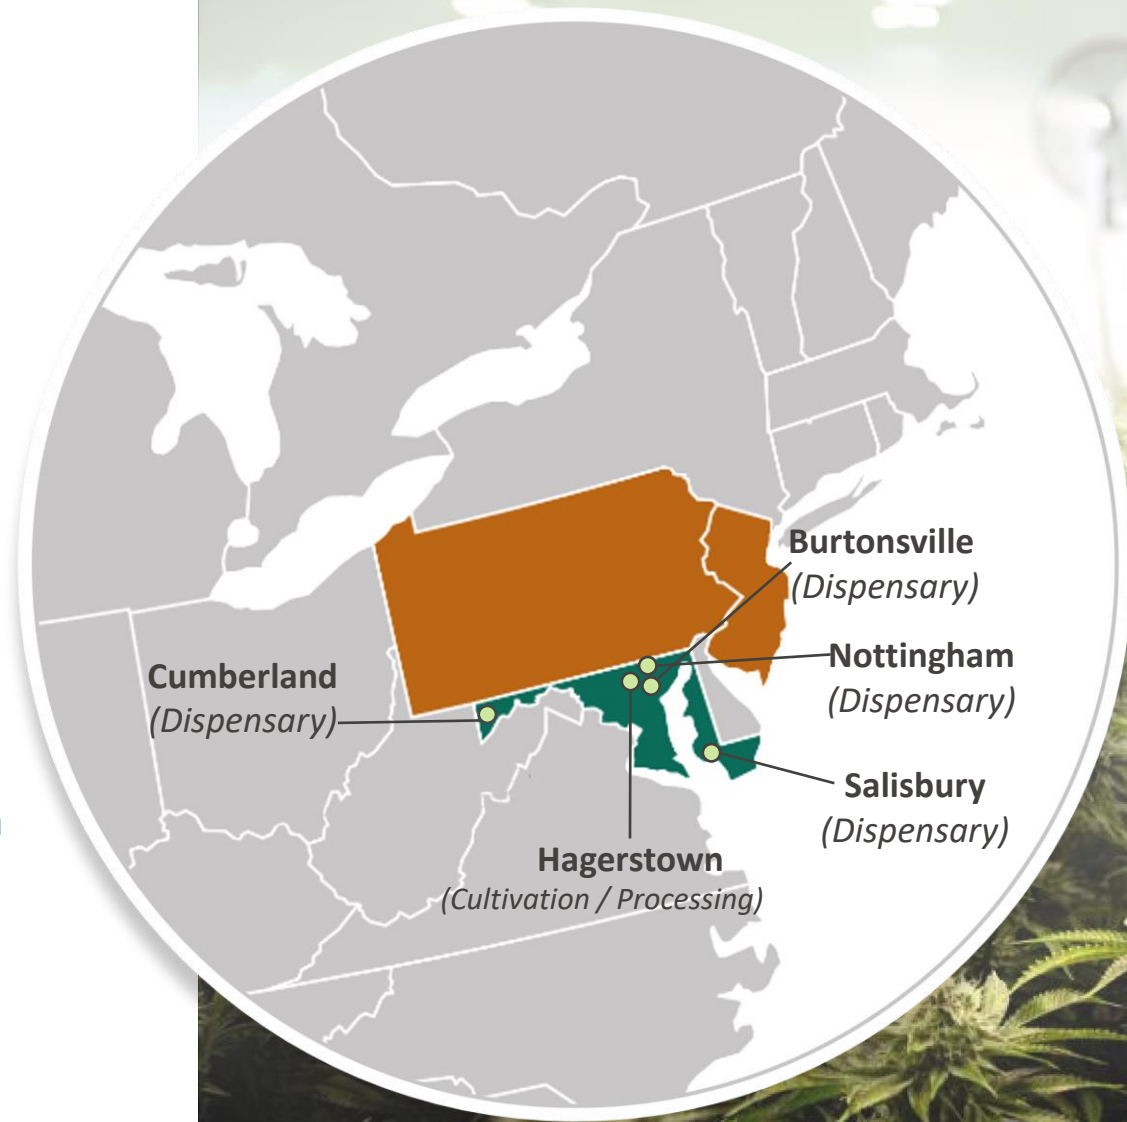 Burtonsville
(Dispensary)
Nottingham
(Dispensary)
Cumberland
(Dispensary)
Salisbury
(Dispensary)
Hagerstown
(Cultivation / Processing)